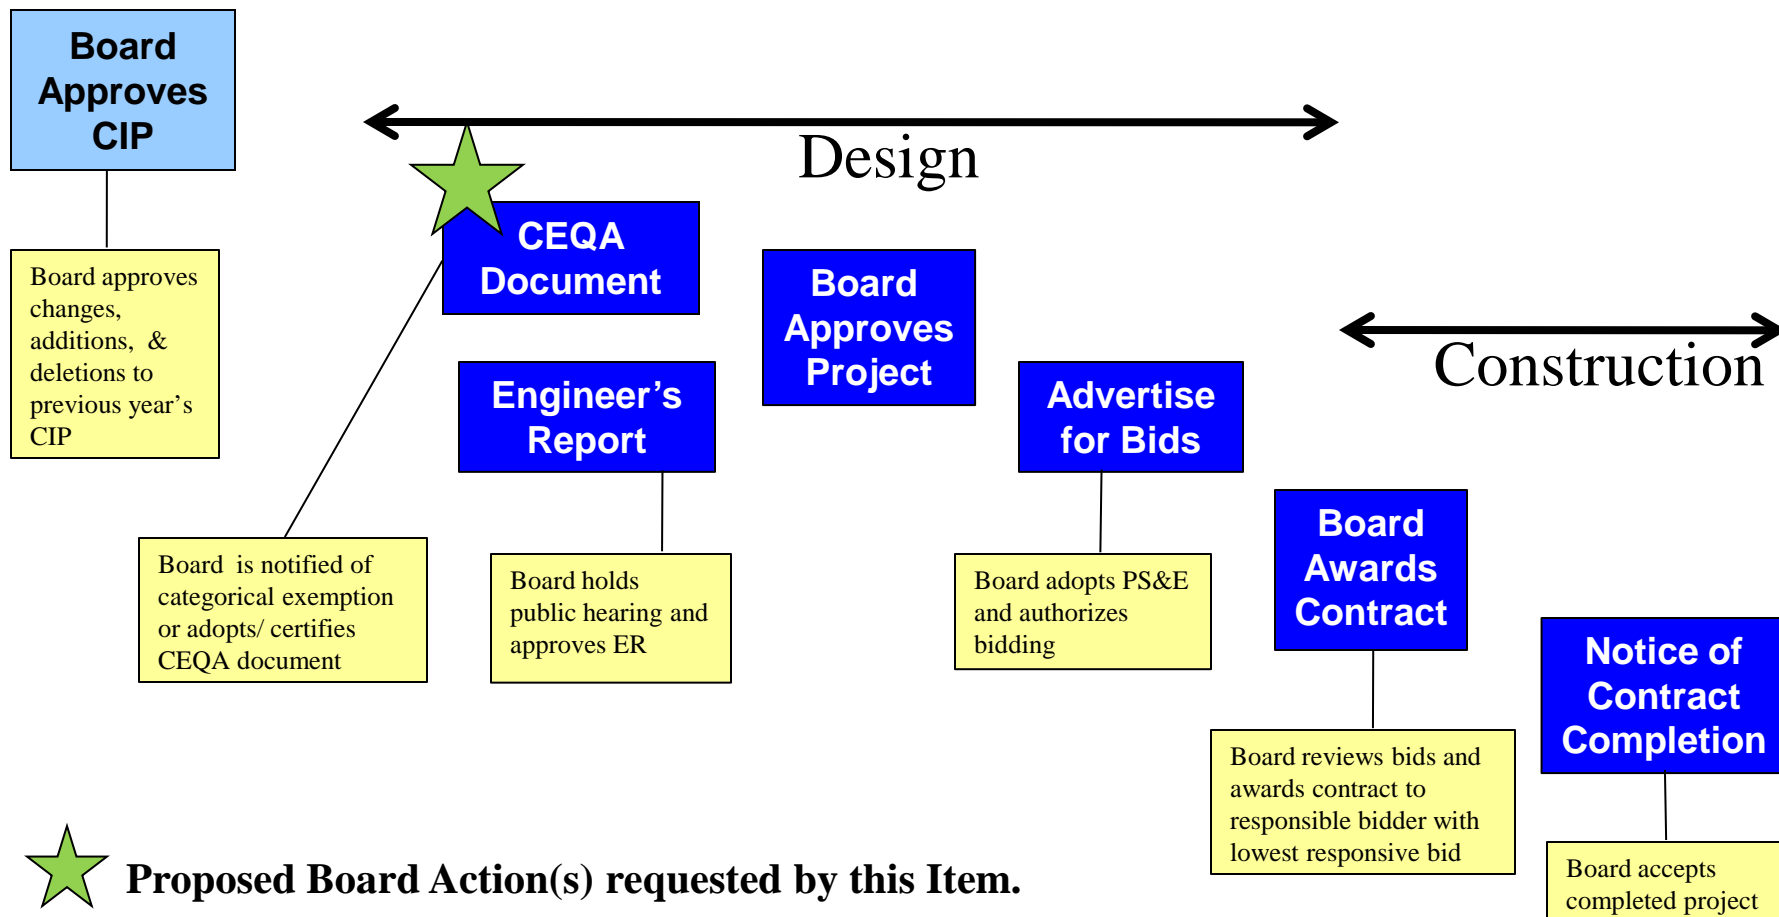 Board
Approves
CIP
Board approves
changes,
additions, &
deletions to
previous year’s
CIP
Design
CEQA
Document
Board is notified of
categorical exemption
or adopts/ certifies
CEQA document
Engineer’s
Report
Board holds
public hearing and
approves ER
Board
Approves
Project
Advertise
for Bids
Board adopts PS&E
and authorizes
bidding
Construction
Board
Awards
Contract
Board reviews bids and
awards contract to
responsible bidder with
lowest responsive bid
Notice of
Contract
Completion
Board accepts
completed project
Proposed Board Action(s) requested by this Item.